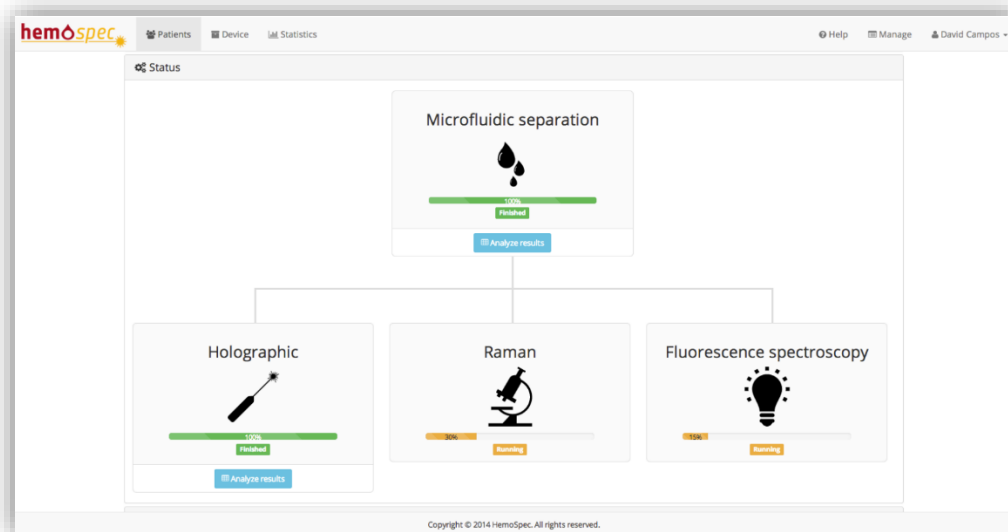 hemospec
Patients
Device
Statistics
Help
Manage
David Campos
Status
Microfluidic separation
100%
Finished
Analyze results
Holographic
100%
Finished
Analyze results
Raman
30%
Running
Fluorescence spectroscopy
15%
Running
Copyright © 2014 HemoSpec. All rights reserved.